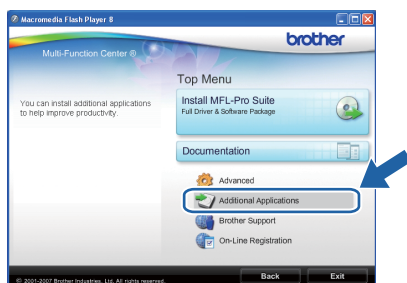 Macromedia Flash Player 8
brother
Multi-Function Center ®
Top Menu
You can install additional applications
to help improve productivity.
Install MFL-Pro Suite
Full Driver & Software Package
Documentation
Advanced
Additional Applications
Brother Support
On-Line Registration
© 2001-2007 Brother Industries, Ltd. All rights reserved.
Back
Exit